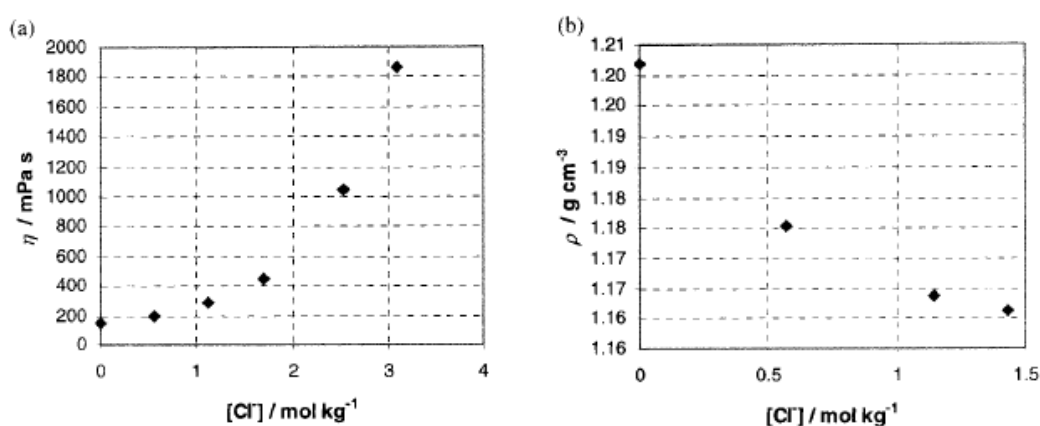 (a)
2000
1800
1600
1400
1200
1000
800
600
400
200
0
η / mPa s
0 1 2 3 4
[Cl⁻] / mol kg⁻¹
(b)
1.21
1.20
1.20
1.19
1.19
1.18
1.18
1.17
1.17
1.16
1.16
ρ / g cm⁻³
0 0.5 1 1.5
[Cl⁻] / mol kg⁻¹